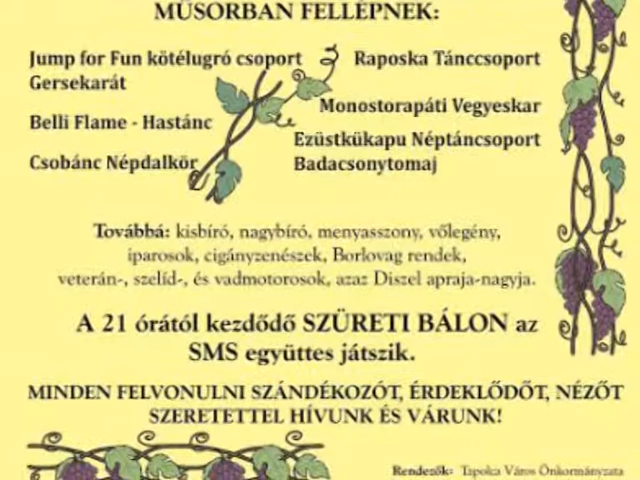 MŰSORBAN FELLÉPNEK:
Jump for Fun kötélugró csoport
Gersekarát
Belli Flame - Hastánc
Csobánc Népdalkör
Raposka Tánccsoport
Monostorapáti Vegyeskar
Ezüstkükapu Néptáncsoport
Badacsonytomaj
Továbbá: kisbíró, nagybíró, menyasszony, vőlegény,
iparosok, cigányzenészek, Borlovag rendek,
veterán-, szelíd-, és vadmotorosok, azaz Diszel apraja-nagyja.
A 21 órától kezdődő SZÜRETI BÁLON az
SMS együttes játszik.
MINDEN FELVONULNI SZÁNDÉKOZÓT, ÉRDEKLŐDŐT, NÉZŐT
SZERETETTEL HÍVUNK ÉS VÁRUNK!
Rendezők: Tapolca Város Önkormányzata